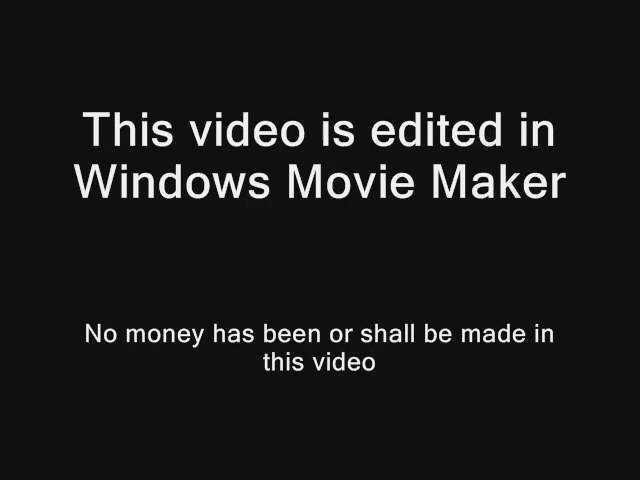 This video is edited in
Windows Movie Maker
No money has been or shall be made in
this video